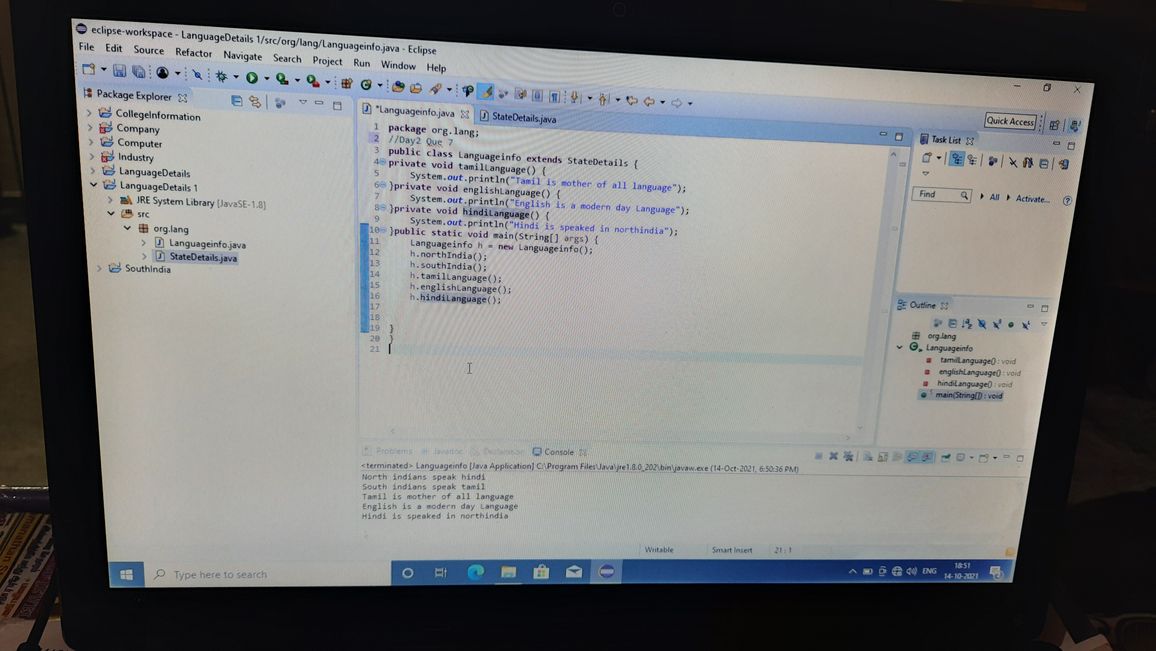 eclipse-workspace - LanguageDetails 1/src/org/lang/Languageinfo.java - Eclipse
File Edit Source Refactor Navigate Search Project Run Window Help
Quick Access
Package Explorer
CollegeInformation
Company
Computer
Industry
LanguageDetails
LanguageDetails 1
JRE System Library [JavaSE-1.8]
src
org.lang
Languageinfo.java
StateDetails.java
SouthIndia
*Languageinfo.java StateDetails.java
1 package org.lang;
2 //Day2 Que 7
3 public class Languageinfo extends StateDetails {
4 private void tamilLanguage() {
5 System.out.println("Tamil is mother of all language");
6 }private void englishLanguage() {
7 System.out.println("English is a modern day Language");
8 }private void hindiLanguage() {
9 System.out.println("Hindi is speaked in northindia");
10 }public static void main(String[] args) {
11 Languageinfo h = new Languageinfo();
12 h.northIndia();
13 h.southIndia();
14 h.tamilLanguage();
15 h.englishLanguage();
16 h.hindiLanguage();
17
18
19 }
20 }
21
Task List
Find All Activate...
Outline
org.lang
Languageinfo
tamilLanguage() : void
englishLanguage() : void
hindiLanguage() : void
main(String[]) : void
Problems Javadoc Declaration Console
<terminated> Languageinfo [Java Application] C:\Program Files\Java\jre1.8.0_202\bin\javaw.exe (14-Oct-2021, 6:50:36 PM)
North indians speak hindi
South indians speak tamil
Tamil is mother of all language
English is a modern day Language
Hindi is speaked in northindia
Writable Smart Insert 21 : 1
Type here to search
ENG
18:51
14-10-2021